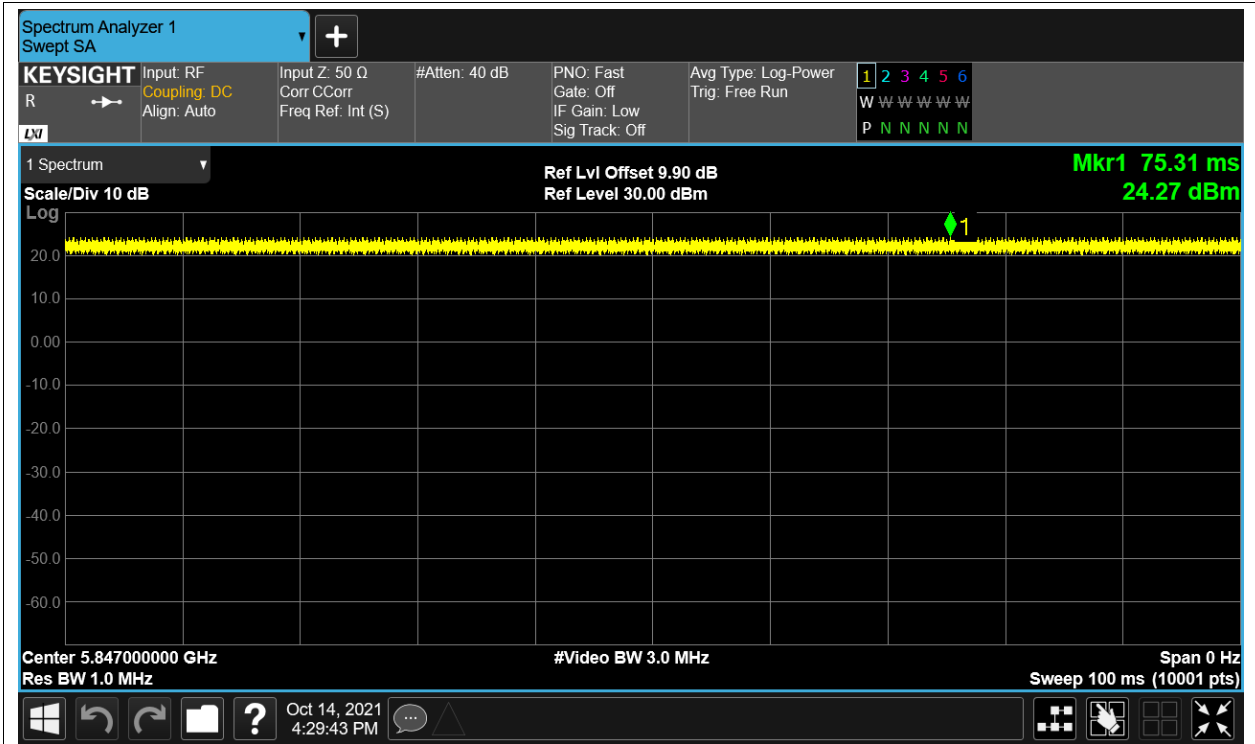 Spectrum Analyzer 1
Swept SA
+
KEYSIGHT
R
LXI
Input: RF
Coupling: DC
Align: Auto
Input Z: 50 Ω
Corr CCorr
Freq Ref: Int (S)
#Atten: 40 dB
PNO: Fast
Gate: Off
IF Gain: Low
Sig Track: Off
Avg Type: Log-Power
Trig: Free Run
1 2 3 4 5 6
W W W W W W
P N N N N N
1 Spectrum
Scale/Div 10 dB
Log
Ref Lvl Offset 9.90 dB
Ref Level 30.00 dBm
Mkr1 75.31 ms
24.27 dBm
1
20.0
10.0
0.00
-10.0
-20.0
-30.0
-40.0
-50.0
-60.0
Center 5.847000000 GHz
#Video BW 3.0 MHz
Span 0 Hz
Res BW 1.0 MHz
Sweep 100 ms (10001 pts)
?
Oct 14, 2021
4:29:43 PM